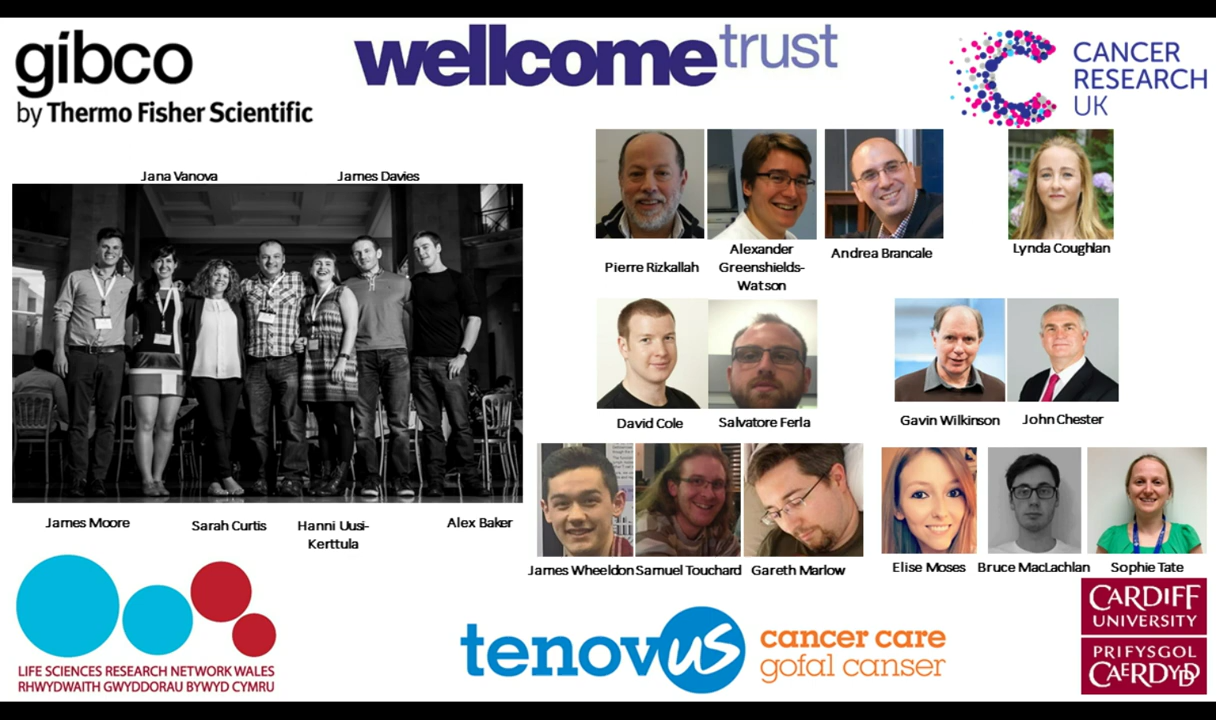 gibco
by Thermo Fisher Scientific
wellcome trust
CANCER
RESEARCH
UK
Jana Vanova
James Davies
Pierre Rizkallah
Alexander
Greenshields-
Watson
Andrea Brancale
Lynda Coughlan
David Cole
Salvatore Ferla
Gavin Wilkinson
John Chester
James Moore
Sarah Curtis
Hanni Uusi-
Kerttula
Alex Baker
James Wheeldon
Samuel Touchard
Gareth Marlow
Elise Moses
Bruce MacLachlan
Sophie Tate
LIFE SCIENCES RESEARCH NETWORK WALES
RHWYDWAITH GWYDDORAU BYWYD CYMRU
tenovus
cancer care
gofal canser
CARDIFF
UNIVERSITY
PRIFYSGOL
CAERDYDD